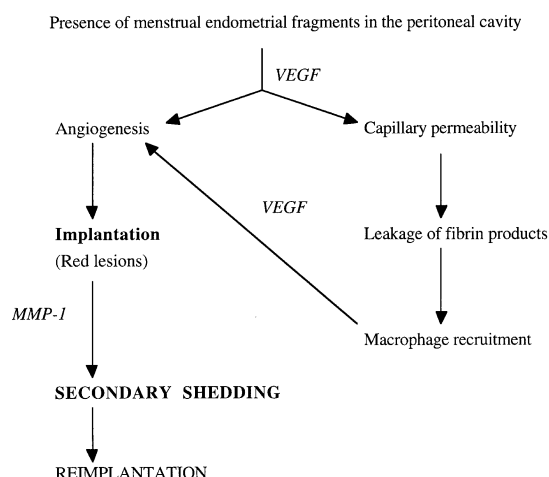 Presence of menstrual endometrial fragments in the peritoneal cavity
VEGF
Angiogenesis
Capillary permeability
VEGF
Implantation
(Red lesions)
Leakage of fibrin products
MMP-1
Macrophage recruitment
SECONDARY SHEDDING
REIMPLANTATION